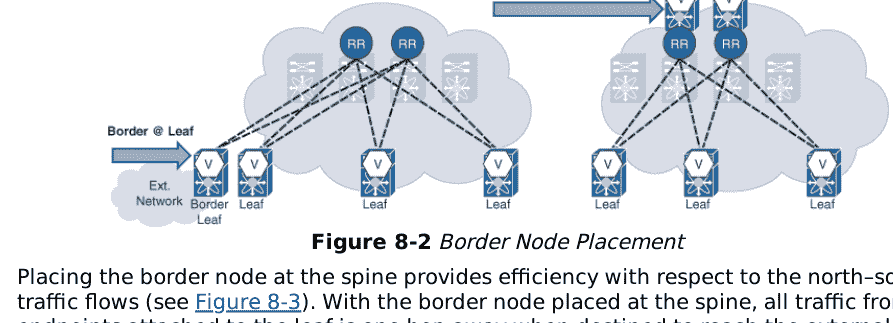 RR RR RR RR
Border @ Leaf
V V V V V V V
Ext.
Network
Border
Leaf
Leaf Leaf Leaf Leaf Leaf Leaf
Figure 8-2 Border Node Placement
Placing the border node at the spine provides efficiency with respect to the north–so
traffic flows (see Figure 8-3). With the border node placed at the spine, all traffic fro